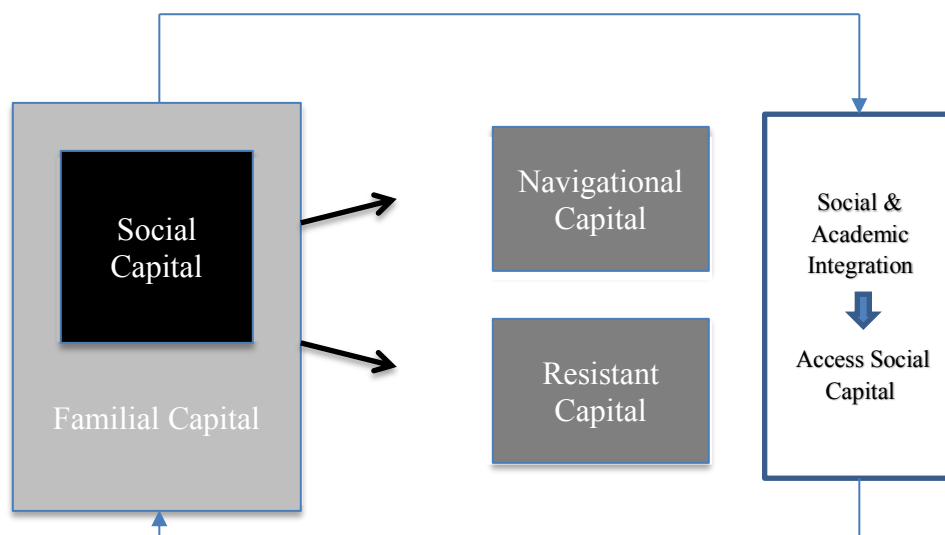 Social
Capital
Familial Capital
Navigational
Capital
Resistant
Capital
Social &
Academic
Integration
Access Social
Capital